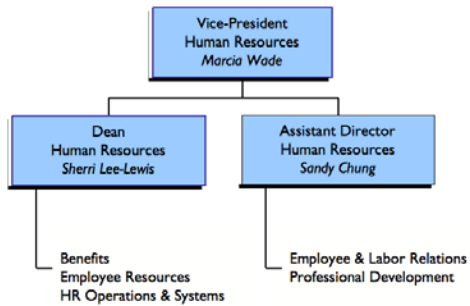 Vice-President
Human Resources
Marcia Wade
Dean
Human Resources
Sherri Lee-Lewis
Assistant Director
Human Resources
Sandy Chung
Benefits
Employee Resources
HR Operations & Systems
Employee & Labor Relations
Professional Development